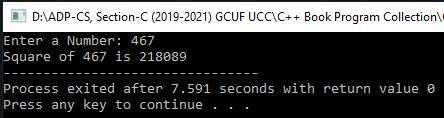 D:\ADP-CS, Section-C (2019-2021) GCUF UCC\C++ Book Program Collection\
Enter a Number: 467
Square of 467 is 218089
--------------------------------
Process exited after 7.591 seconds with return value 0
Press any key to continue . . .